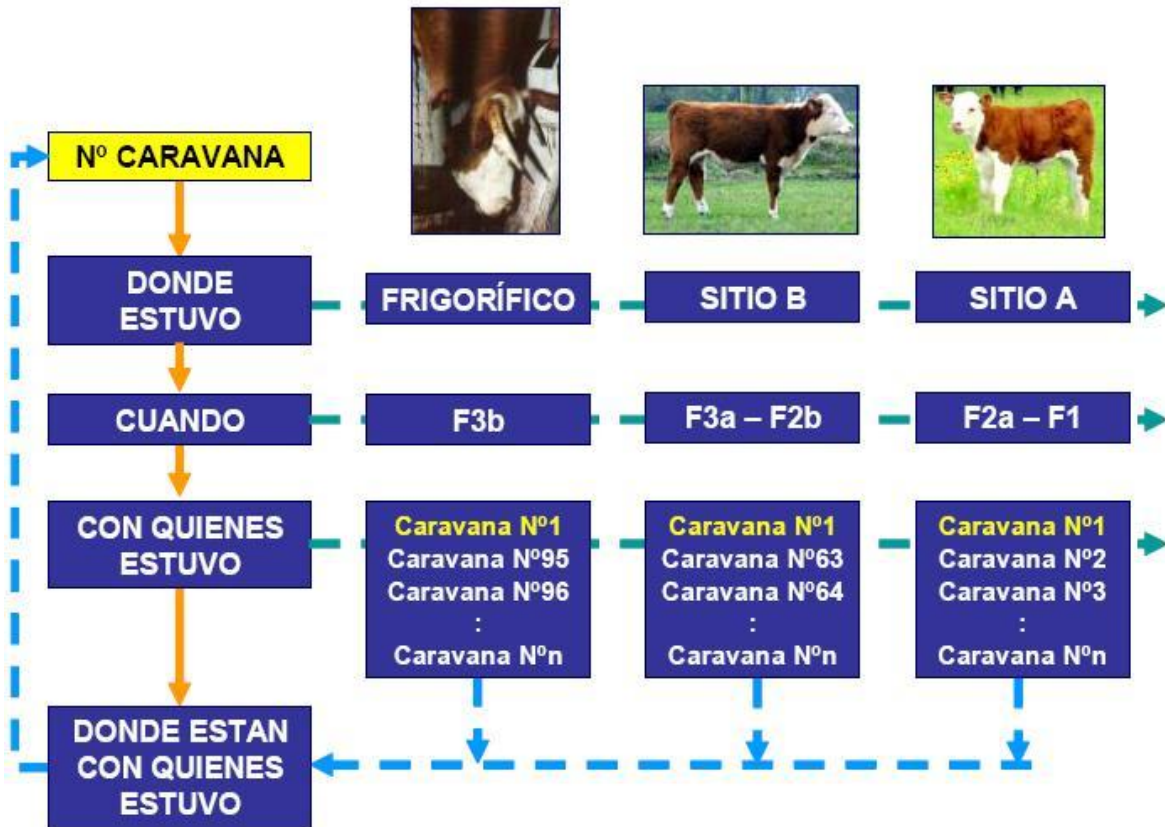 Nº CARAVANA
DONDE
ESTUVO
FRIGORÍFICO
SITIO B
SITIO A
CUANDO
F3b
F3a – F2b
F2a – F1
CON QUIENES
ESTUVO
Caravana Nº1
Caravana Nº95
Caravana Nº96
:
Caravana Nºn
Caravana Nº1
Caravana Nº63
Caravana Nº64
:
Caravana Nºn
Caravana Nº1
Caravana Nº2
Caravana Nº3
:
Caravana Nºn
DONDE ESTAN
CON QUIENES
ESTUVO